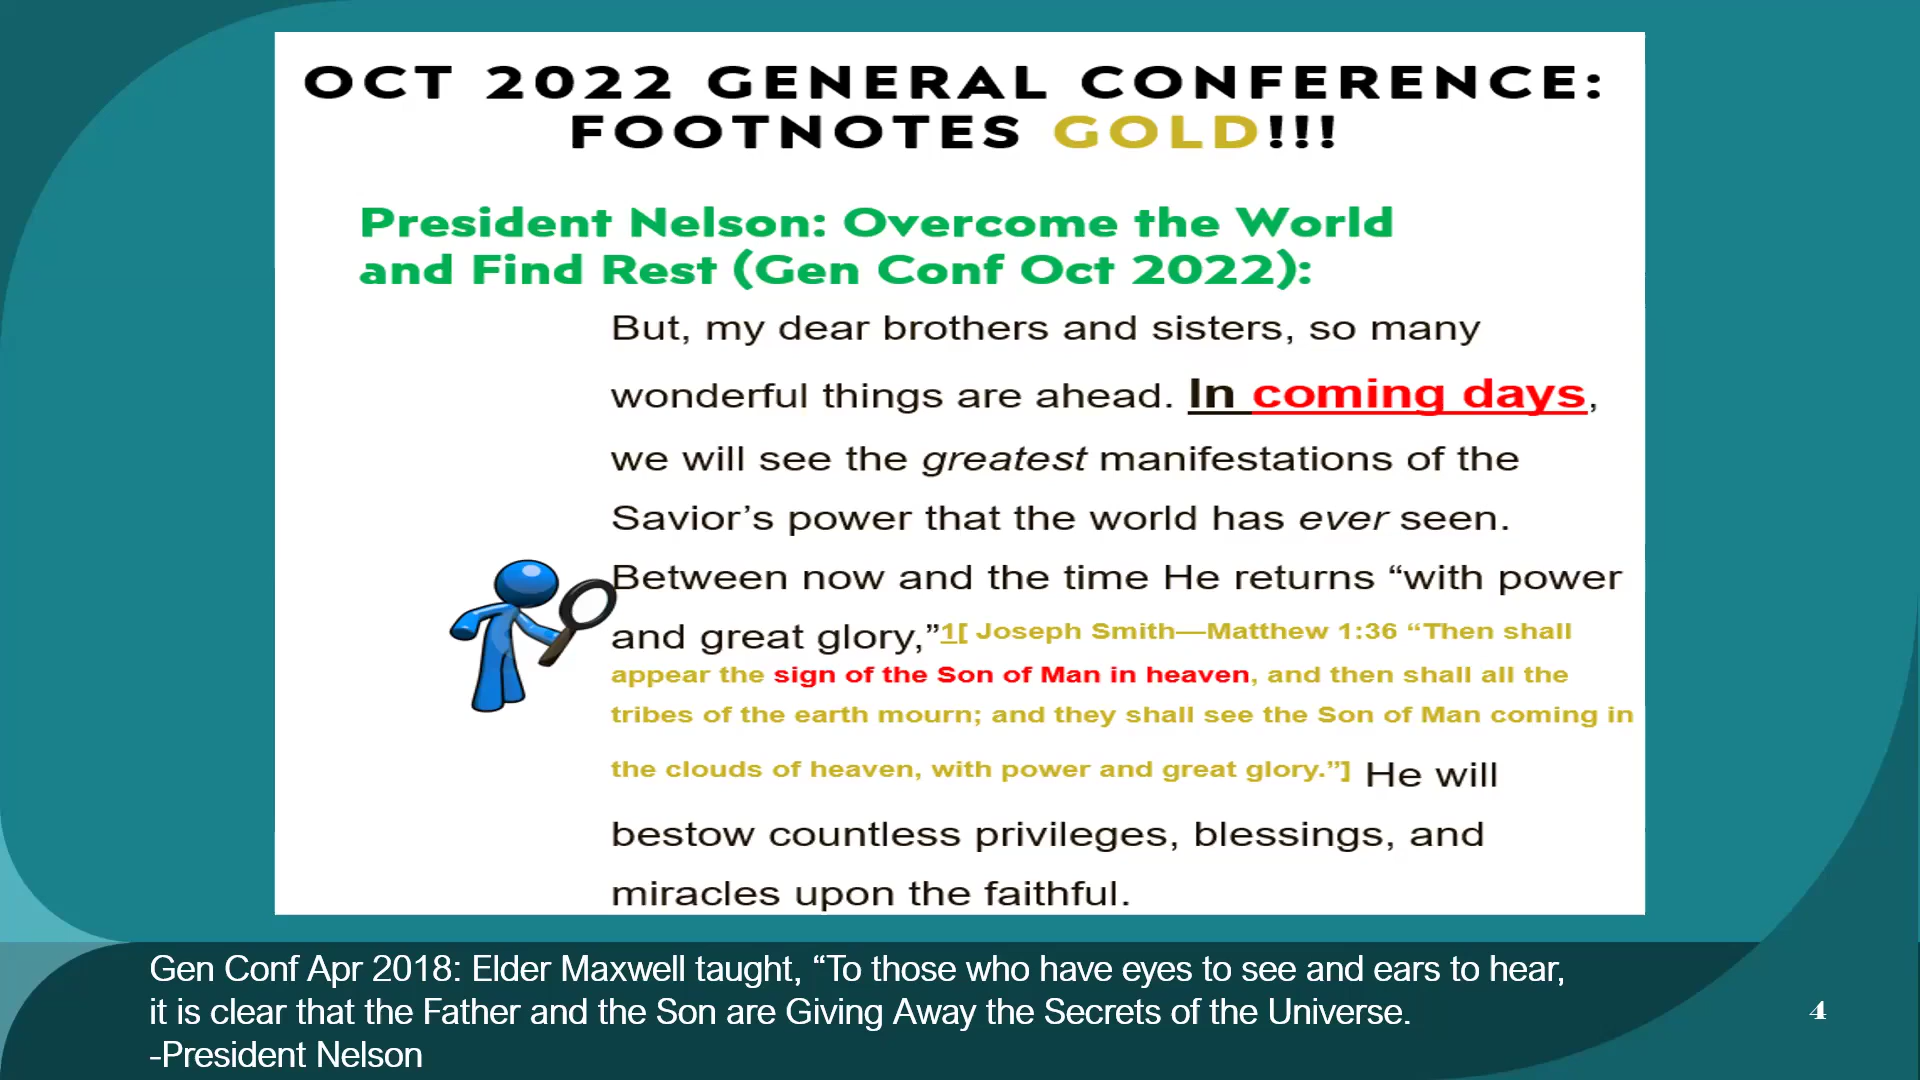 OCT 2022 GENERAL CONFERENCE:
FOOTNOTES GOLD!!!
President Nelson: Overcome the World
and Find Rest (Gen Conf Oct 2022):
But, my dear brothers and sisters, so many
wonderful things are ahead. In coming days,
we will see the greatest manifestations of the
Savior’s power that the world has ever seen.
Between now and the time He returns “with power
and great glory,”1[ Joseph Smith—Matthew 1:36 “Then shall
appear the sign of the Son of Man in heaven, and then shall all the
tribes of the earth mourn; and they shall see the Son of Man coming in
the clouds of heaven, with power and great glory.”] He will
bestow countless privileges, blessings, and
miracles upon the faithful.
Gen Conf Apr 2018: Elder Maxwell taught, “To those who have eyes to see and ears to hear,
it is clear that the Father and the Son are Giving Away the Secrets of the Universe.
-President Nelson
4